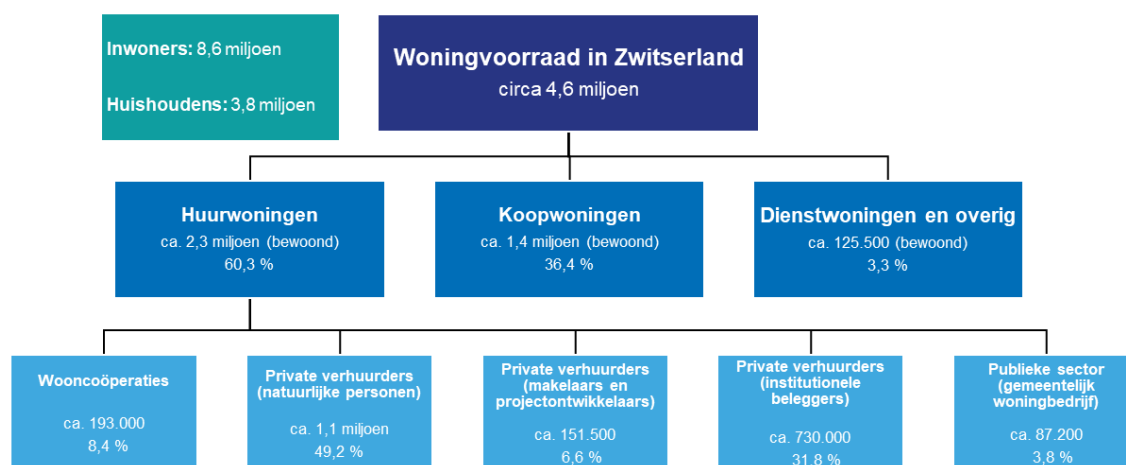 Inwoners: 8,6 miljoen
Huishoudens: 3,8 miljoen
Woningvoorraad in Zwitserland
circa 4,6 miljoen
Huurwoningen
ca. 2,3 miljoen (bewoond)
60,3 %
Koopwoningen
ca. 1,4 miljoen (bewoond)
36,4 %
Dienstwoningen en overig
ca. 125.500 (bewoond)
3,3 %
Wooncoöperaties
ca. 193.000
8,4 %
Private verhuurders
(natuurlijke personen)
ca. 1,1 miljoen
49,2 %
Private verhuurders
(makelaars en
projectontwikkelaars)
ca. 151.500
6,6 %
Private verhuurders
(institutionele
beleggers)
ca. 730.000
31,8 %
Publieke sector
(gemeentelijk
woningbedrijf)
ca. 87.200
3,8 %